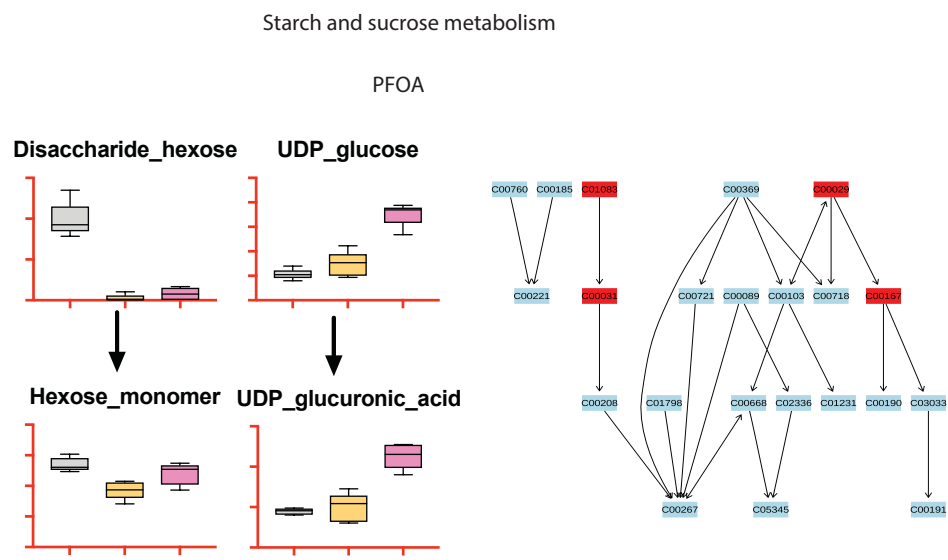 Starch and sucrose metabolism
PFOA
Disaccharide_hexose
UDP_glucose
Hexose_monomer
UDP_glucuronic_acid
C00760 C00185 C01083 C00369 C00029
C00221 C00031 C00721 C00089 C00103 C00718 C00167
C00208 C01798 C00668 C02336 C01231 C00190 C03033
C00267 C05345 C00191